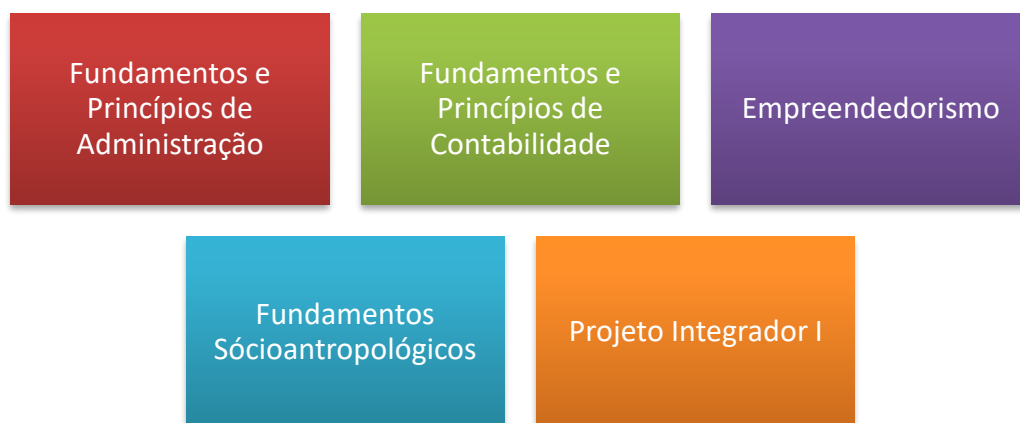 Fundamentos e
Princípios de
Administração
Fundamentos e
Princípios de
Contabilidade
Empreendedorismo
Fundamentos
Sócioantropológicos
Projeto Integrador I